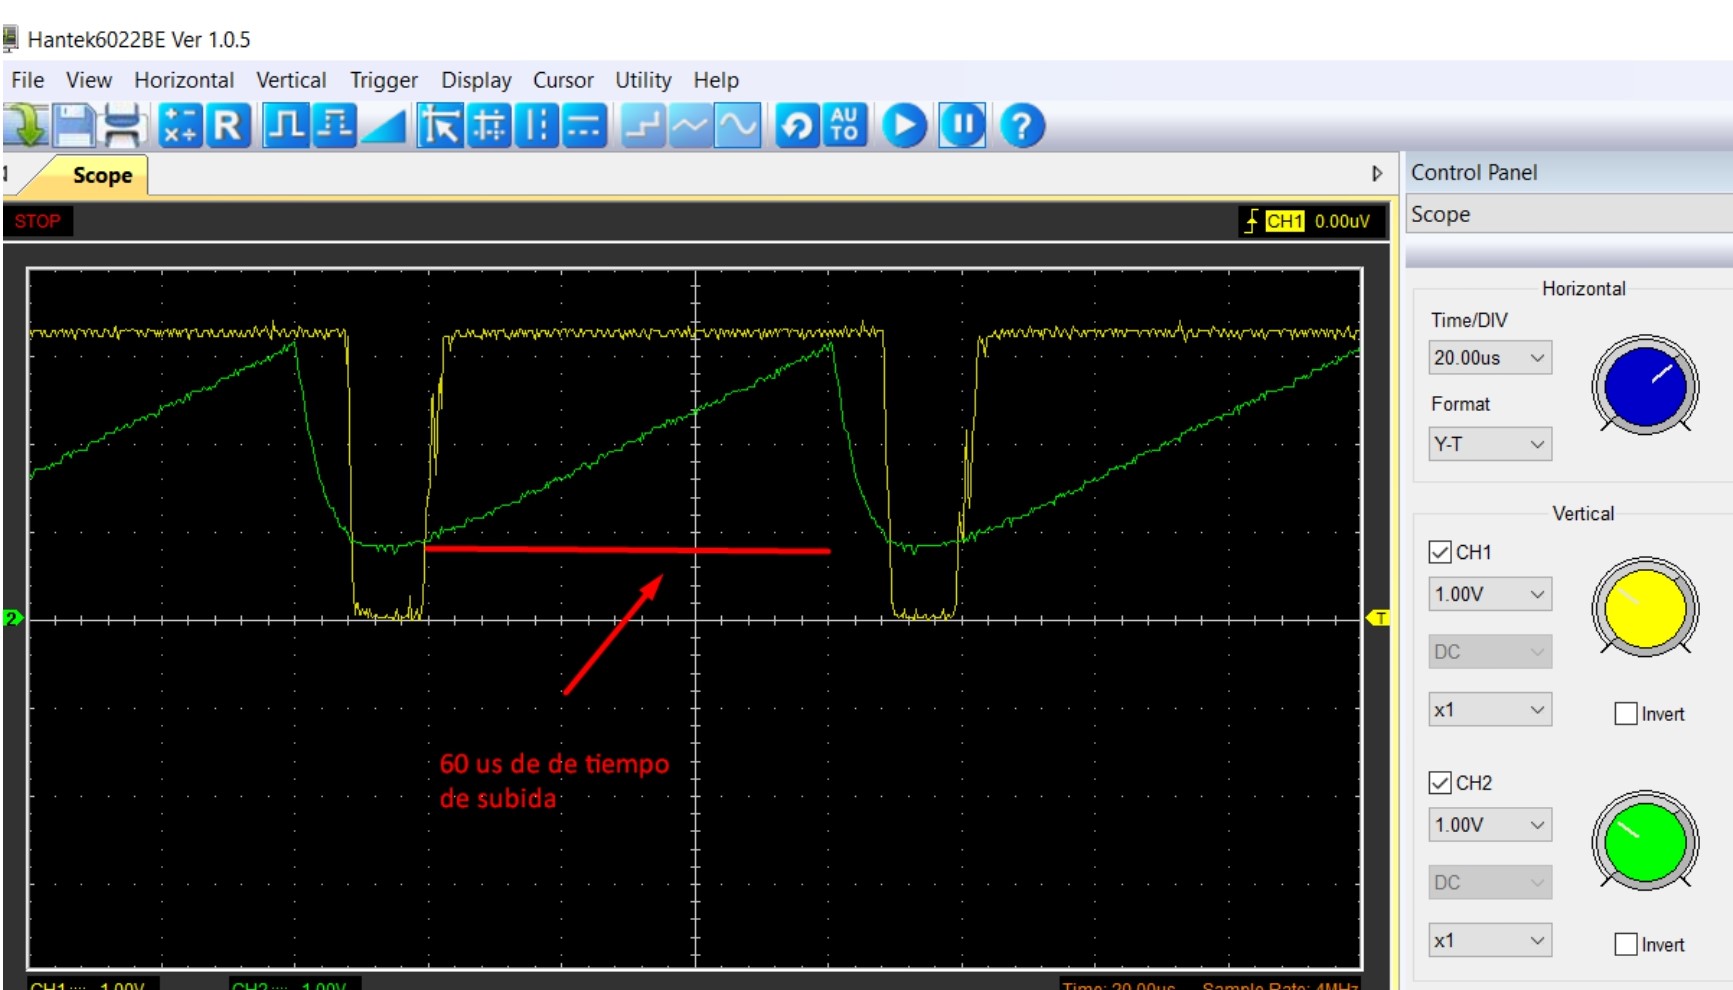 Hantek6022BE Ver 1.0.5
File View Horizontal Vertical Trigger Display Cursor Utility Help
R AU TO ?
Scope
Control Panel
STOP
CH1 0.00uV
Scope
Horizontal
Time/DIV
20.00us
Format
Y-T
Vertical
CH1
1.00V
2
T
DC
x1
Invert
60 us de de tiempo
de subida
CH2
1.00V
DC
x1
Invert
CH1 1.00V CH2 1.00V Time: 20.00us Sample Rate: 4MHz